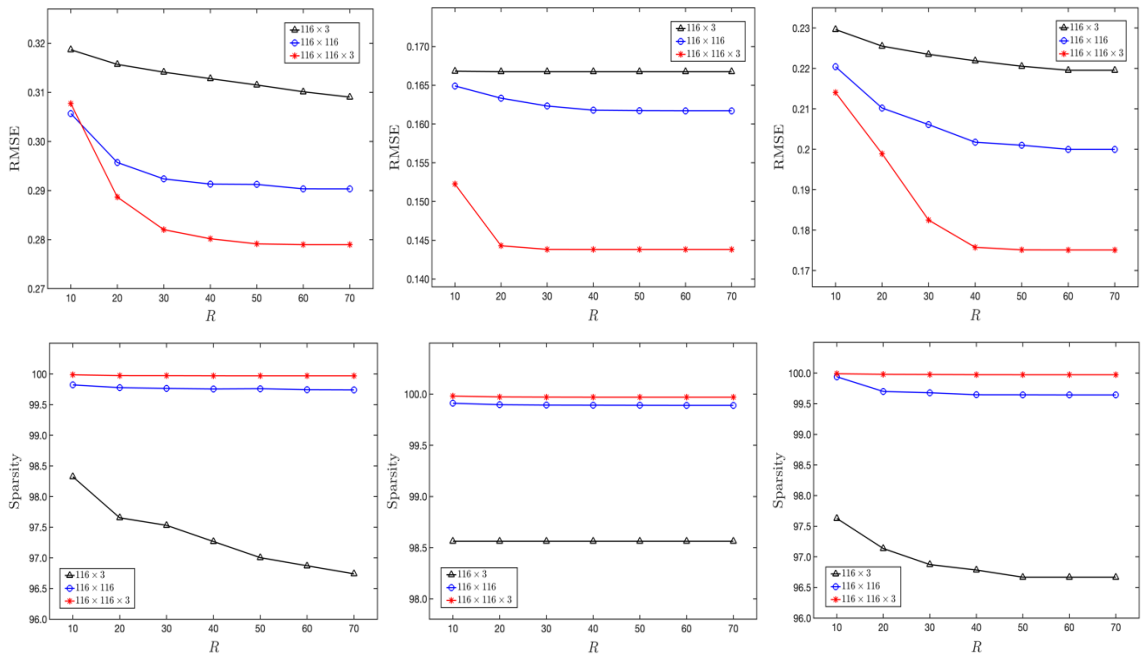 0.32
0.31
0.30
0.29
0.28
0.27
RMSE
10 20 30 40 50 60 70
R
116 × 3
116 × 116
116 × 116 × 3
0.170
0.165
0.160
0.155
0.150
0.145
0.140
RMSE
10 20 30 40 50 60 70
R
116 × 3
116 × 116
116 × 116 × 3
0.23
0.22
0.21
0.2
0.19
0.18
0.17
RMSE
10 20 30 40 50 60 70
R
116 × 3
116 × 116
116 × 116 × 3
100
99.5
99.0
98.5
98.0
97.5
97.0
96.5
96.0
Sparsity
10 20 30 40 50 60 70
R
116 × 3
116 × 116
116 × 116 × 3
100.0
99.5
99.0
98.5
98.0
Sparsity
10 20 30 40 50 60 70
R
116 × 3
116 × 116
116 × 116 × 3
100.0
99.5
99.0
98.5
98.0
97.5
97.0
96.5
96.0
Sparsity
10 20 30 40 50 60 70
R
116 × 3
116 × 116
116 × 116 × 3